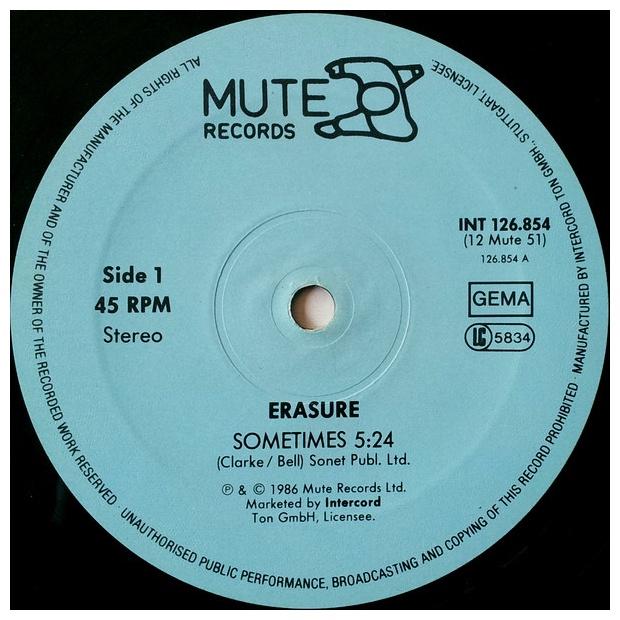 MUTE
RECORDS
INT 126.854
(12 Mute 51)
126.854 A
Side 1
45 RPM
Stereo
GEMA
LC 5834
ERASURE
SOMETIMES 5:24
(Clarke / Bell) Sonet Publ. Ltd.
℗ & © 1986 Mute Records Ltd.
Marketed by Intercord
Ton GmbH, Licensee.
ALL RIGHTS OF THE MANUFACTURER AND OF THE OWNER OF THE RECORDED WORK RESERVED · UNAUTHORISED PUBLIC PERFORMANCE, BROADCASTING AND COPYING OF THIS RECORD PROHIBITED · MANUFACTURED BY INTERCORD TON GMBH, STUTTGART, LICENSEE.